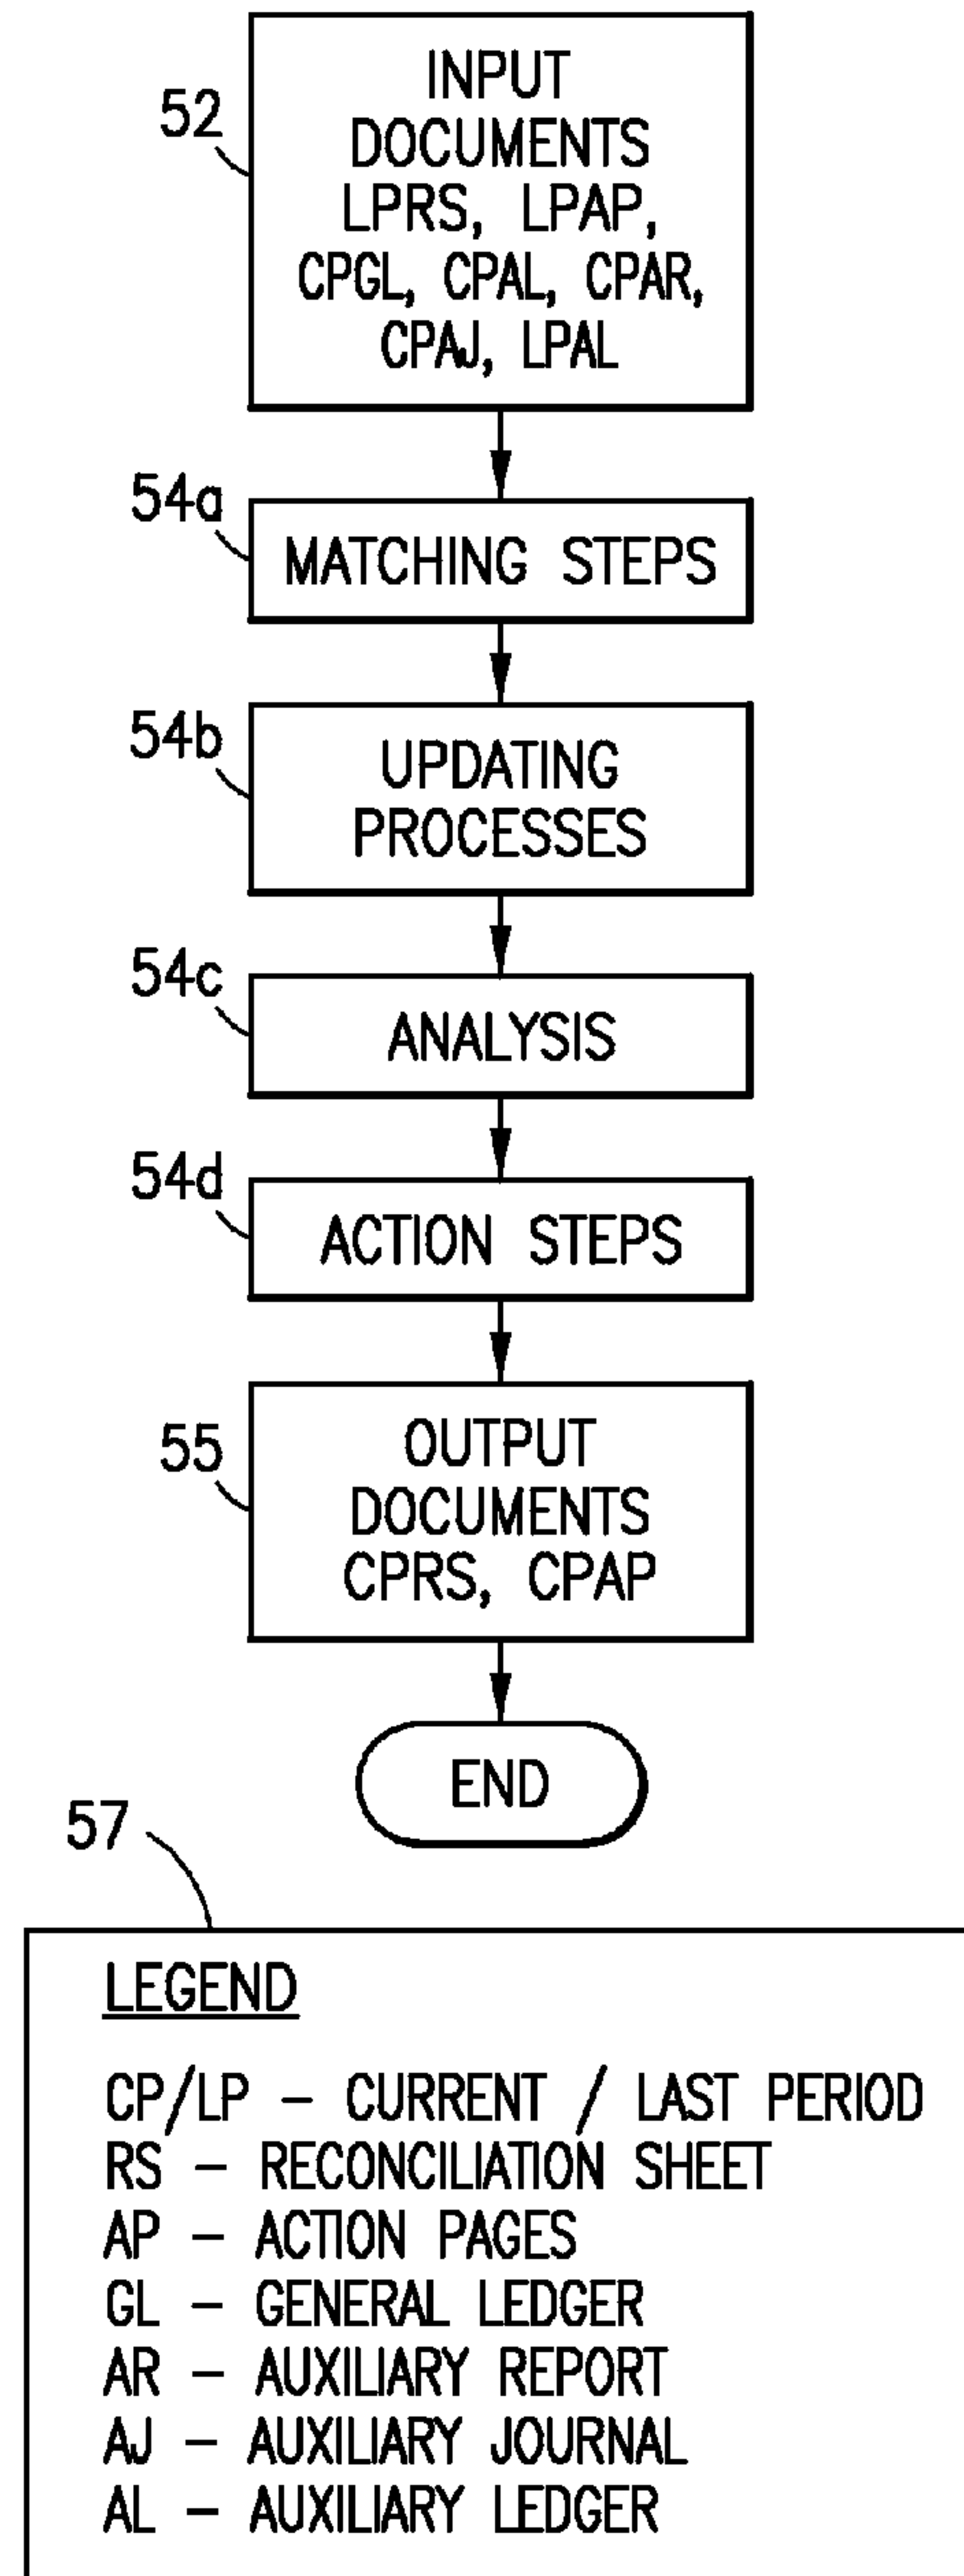 52
INPUT
DOCUMENTS
LPRS, LPAP,
CPGL, CPAL, CPAR,
CPAJ, LPAL
54a
MATCHING STEPS
54b
UPDATING
PROCESSES
54c
ANALYSIS
54d
ACTION STEPS
55
OUTPUT
DOCUMENTS
CPRS, CPAP
END
57
LEGEND
CP/LP – CURRENT / LAST PERIOD
RS – RECONCILIATION SHEET
AP – ACTION PAGES
GL – GENERAL LEDGER
AR – AUXILIARY REPORT
AJ – AUXILIARY JOURNAL
AL – AUXILIARY LEDGER